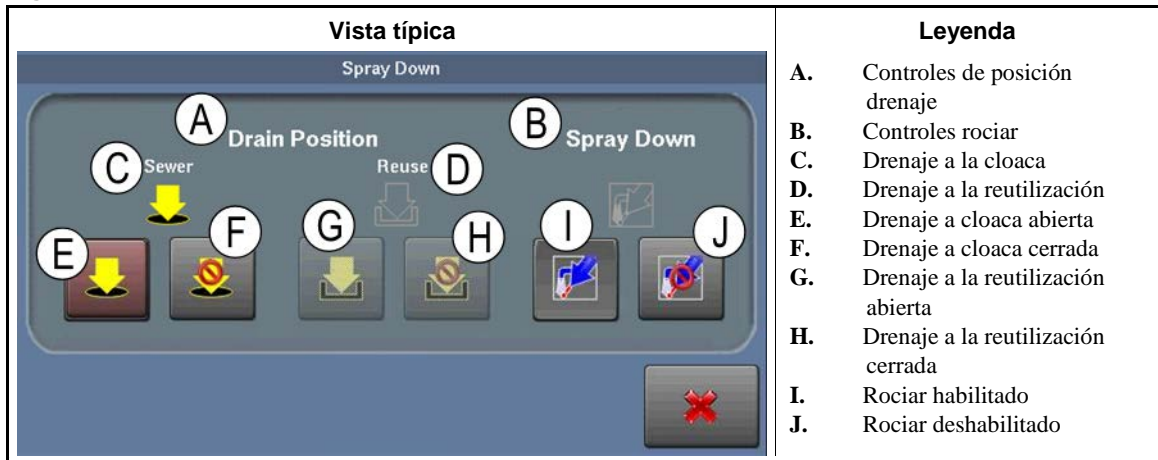 Vista típica
Spray Down
A
Drain Position
B
Spray Down
C
Sewer
Reuse
D
E
F
G
H
I
J
Leyenda
A. Controles de posición
drenaje
B. Controles rociar
C. Drenaje a la cloaca
D. Drenaje a la reutilización
E. Drenaje a cloaca abierta
F. Drenaje a cloaca cerrada
G. Drenaje a la reutilización
abierta
H. Drenaje a la reutilización
cerrada
I. Rociar habilitado
J. Rociar deshabilitado